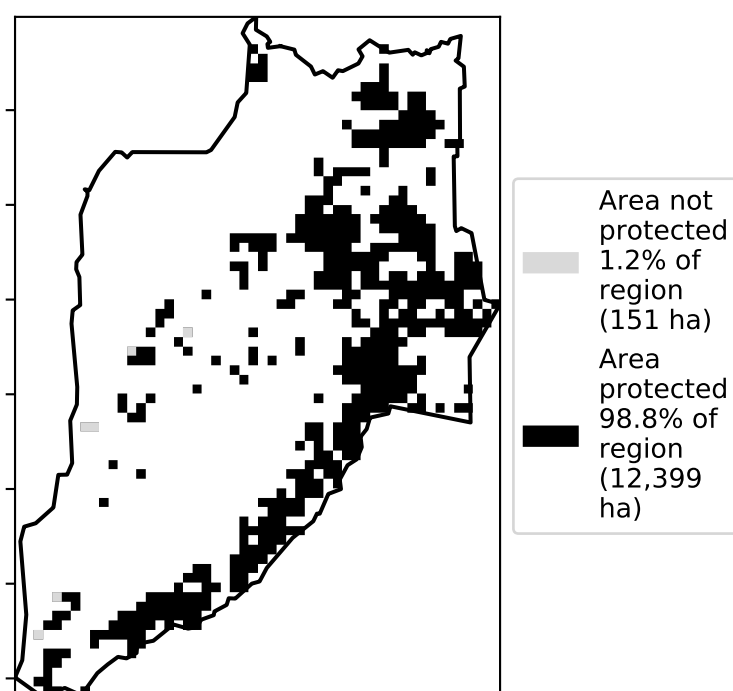 Area not
protected
1.2% of
region
(151 ha)
Area
protected
98.8% of
region
(12,399
ha)